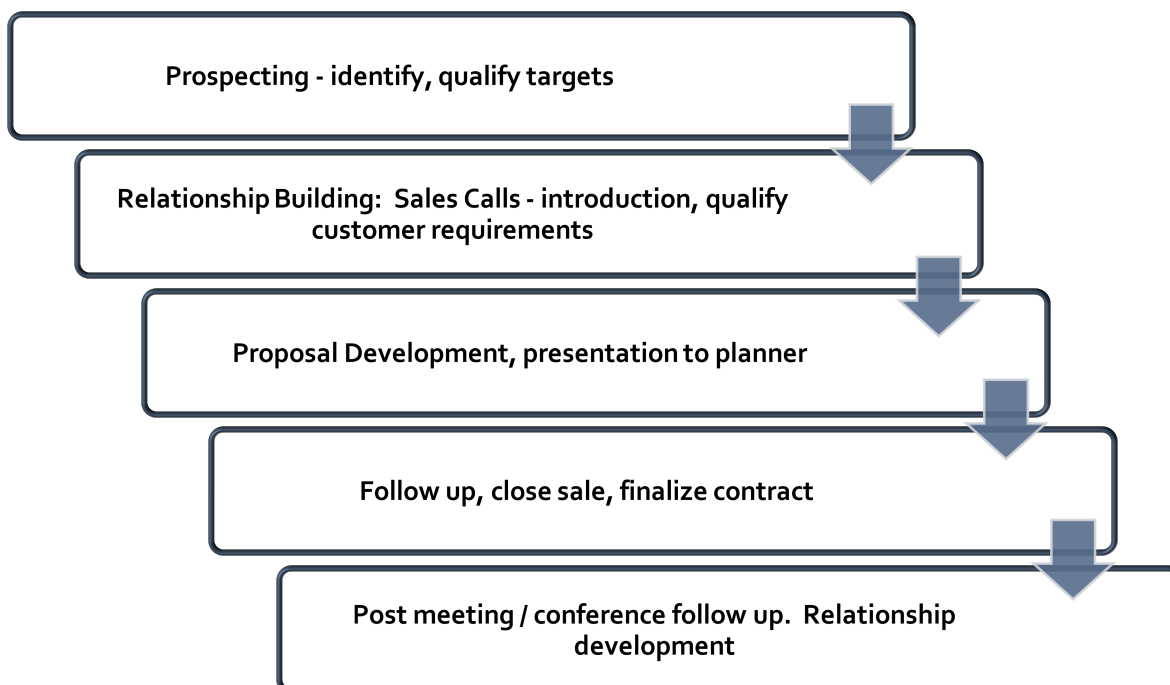 Prospecting - identify, qualify targets
Relationship Building:  Sales Calls - introduction, qualify
customer requirements
Proposal Development, presentation to planner
Follow up, close sale, finalize contract
Post meeting / conference follow up.  Relationship
development